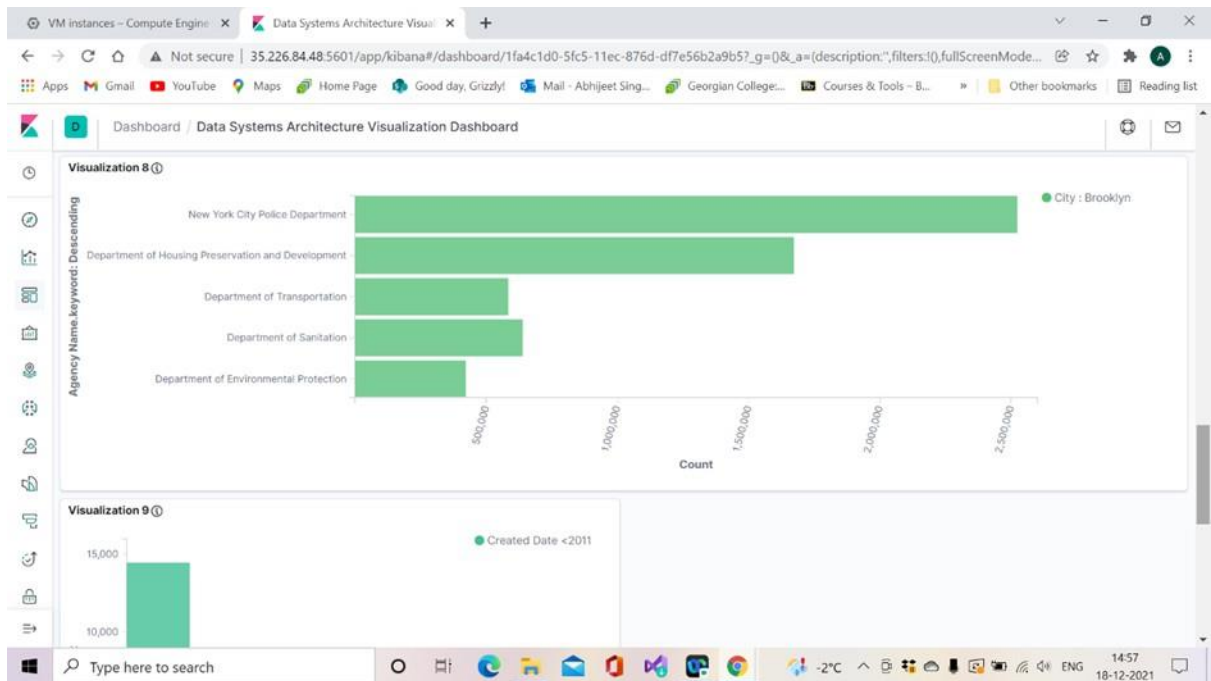 VM instances – Compute Engine
Data Systems Architecture Visual
Not secure | 35.226.84.48:5601/app/kibana#/dashboard/1fa4c1d0-5fc5-11ec-876d-df7e56b2a9b5?_g=()&_a=(description:'',filters:!(),fullScreenMode...
A
Apps Gmail YouTube Maps Home Page Good day, Grizzly! Mail - Abhijeet Sing... Georgian College:... Courses & Tools – B... » Other bookmarks Reading list
D Dashboard / Data Systems Architecture Visualization Dashboard
Visualization 8
Agency Name.keyword: Descending
New York City Police Department
Department of Housing Preservation and Development
Department of Transportation
Department of Sanitation
Department of Environmental Protection
City : Brooklyn
500,000
1,000,000
1,500,000
2,000,000
2,500,000
Count
Visualization 9
15,000
10,000
Created Date <2011
Type here to search
-2°C
ENG
14:57
18-12-2021